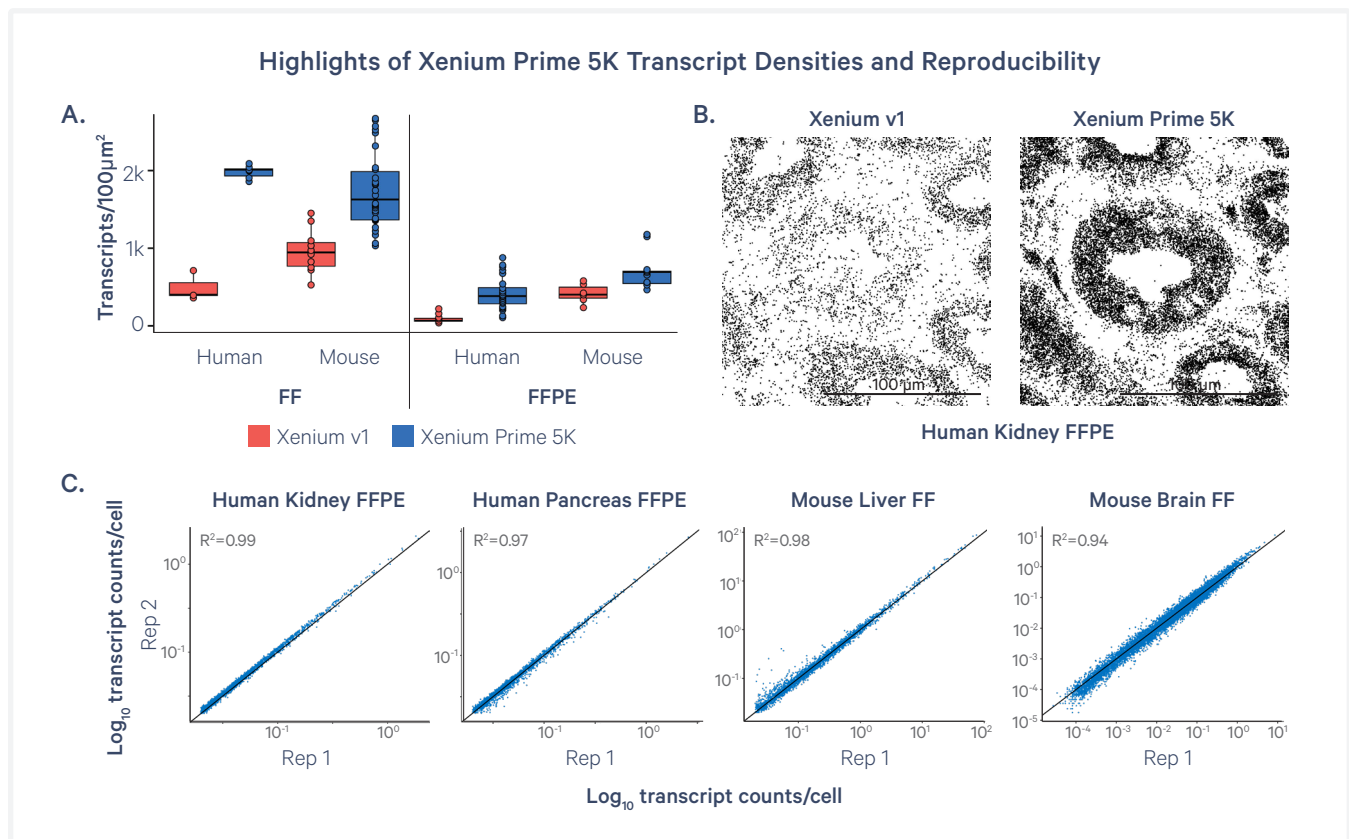 Highlights of Xenium Prime 5K Transcript Densities and Reproducibility
A.
Transcripts/100µm²
2k
1k
0
Human
Mouse
Human
Mouse
FF
FFPE
Xenium v1
Xenium Prime 5K
B.
Xenium v1
Xenium Prime 5K
100 µm
100 µm
Human Kidney FFPE
C.
Log₁₀ transcript counts/cell
Rep 2
Human Kidney FFPE
R²=0.99
10⁰
10⁻¹
10⁻¹
10⁰
Rep 1
Human Pancreas FFPE
R²=0.97
10⁰
10⁻¹
10⁻¹
10⁰
Rep 1
Mouse Liver FF
R²=0.98
10²
10¹
10⁰
10⁻¹
10⁻¹
10⁰
10¹
10²
Rep 1
Mouse Brain FF
R²=0.94
10¹
10⁰
10⁻¹
10⁻²
10⁻³
10⁻⁴
10⁻⁵
10⁻⁴
10⁻³
10⁻²
10⁻¹
10⁰
10¹
Rep 1
Log₁₀ transcript counts/cell